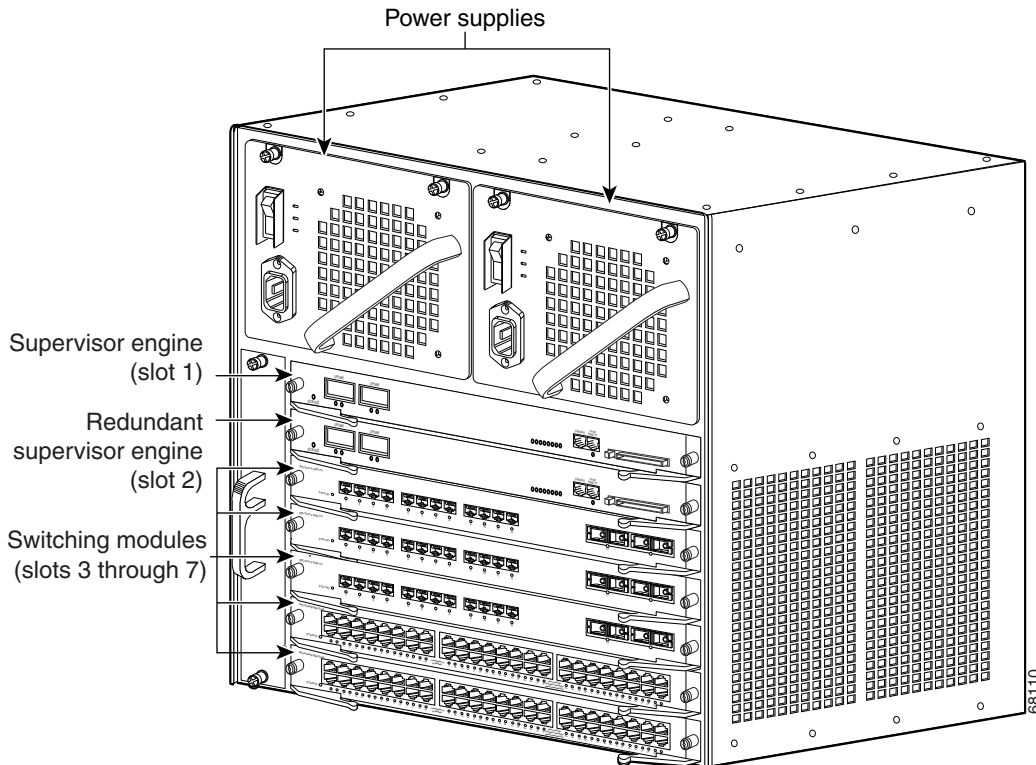 Power supplies
Supervisor engine
(slot 1)
Redundant
supervisor engine
(slot 2)
Switching modules
(slots 3 through 7)
68110